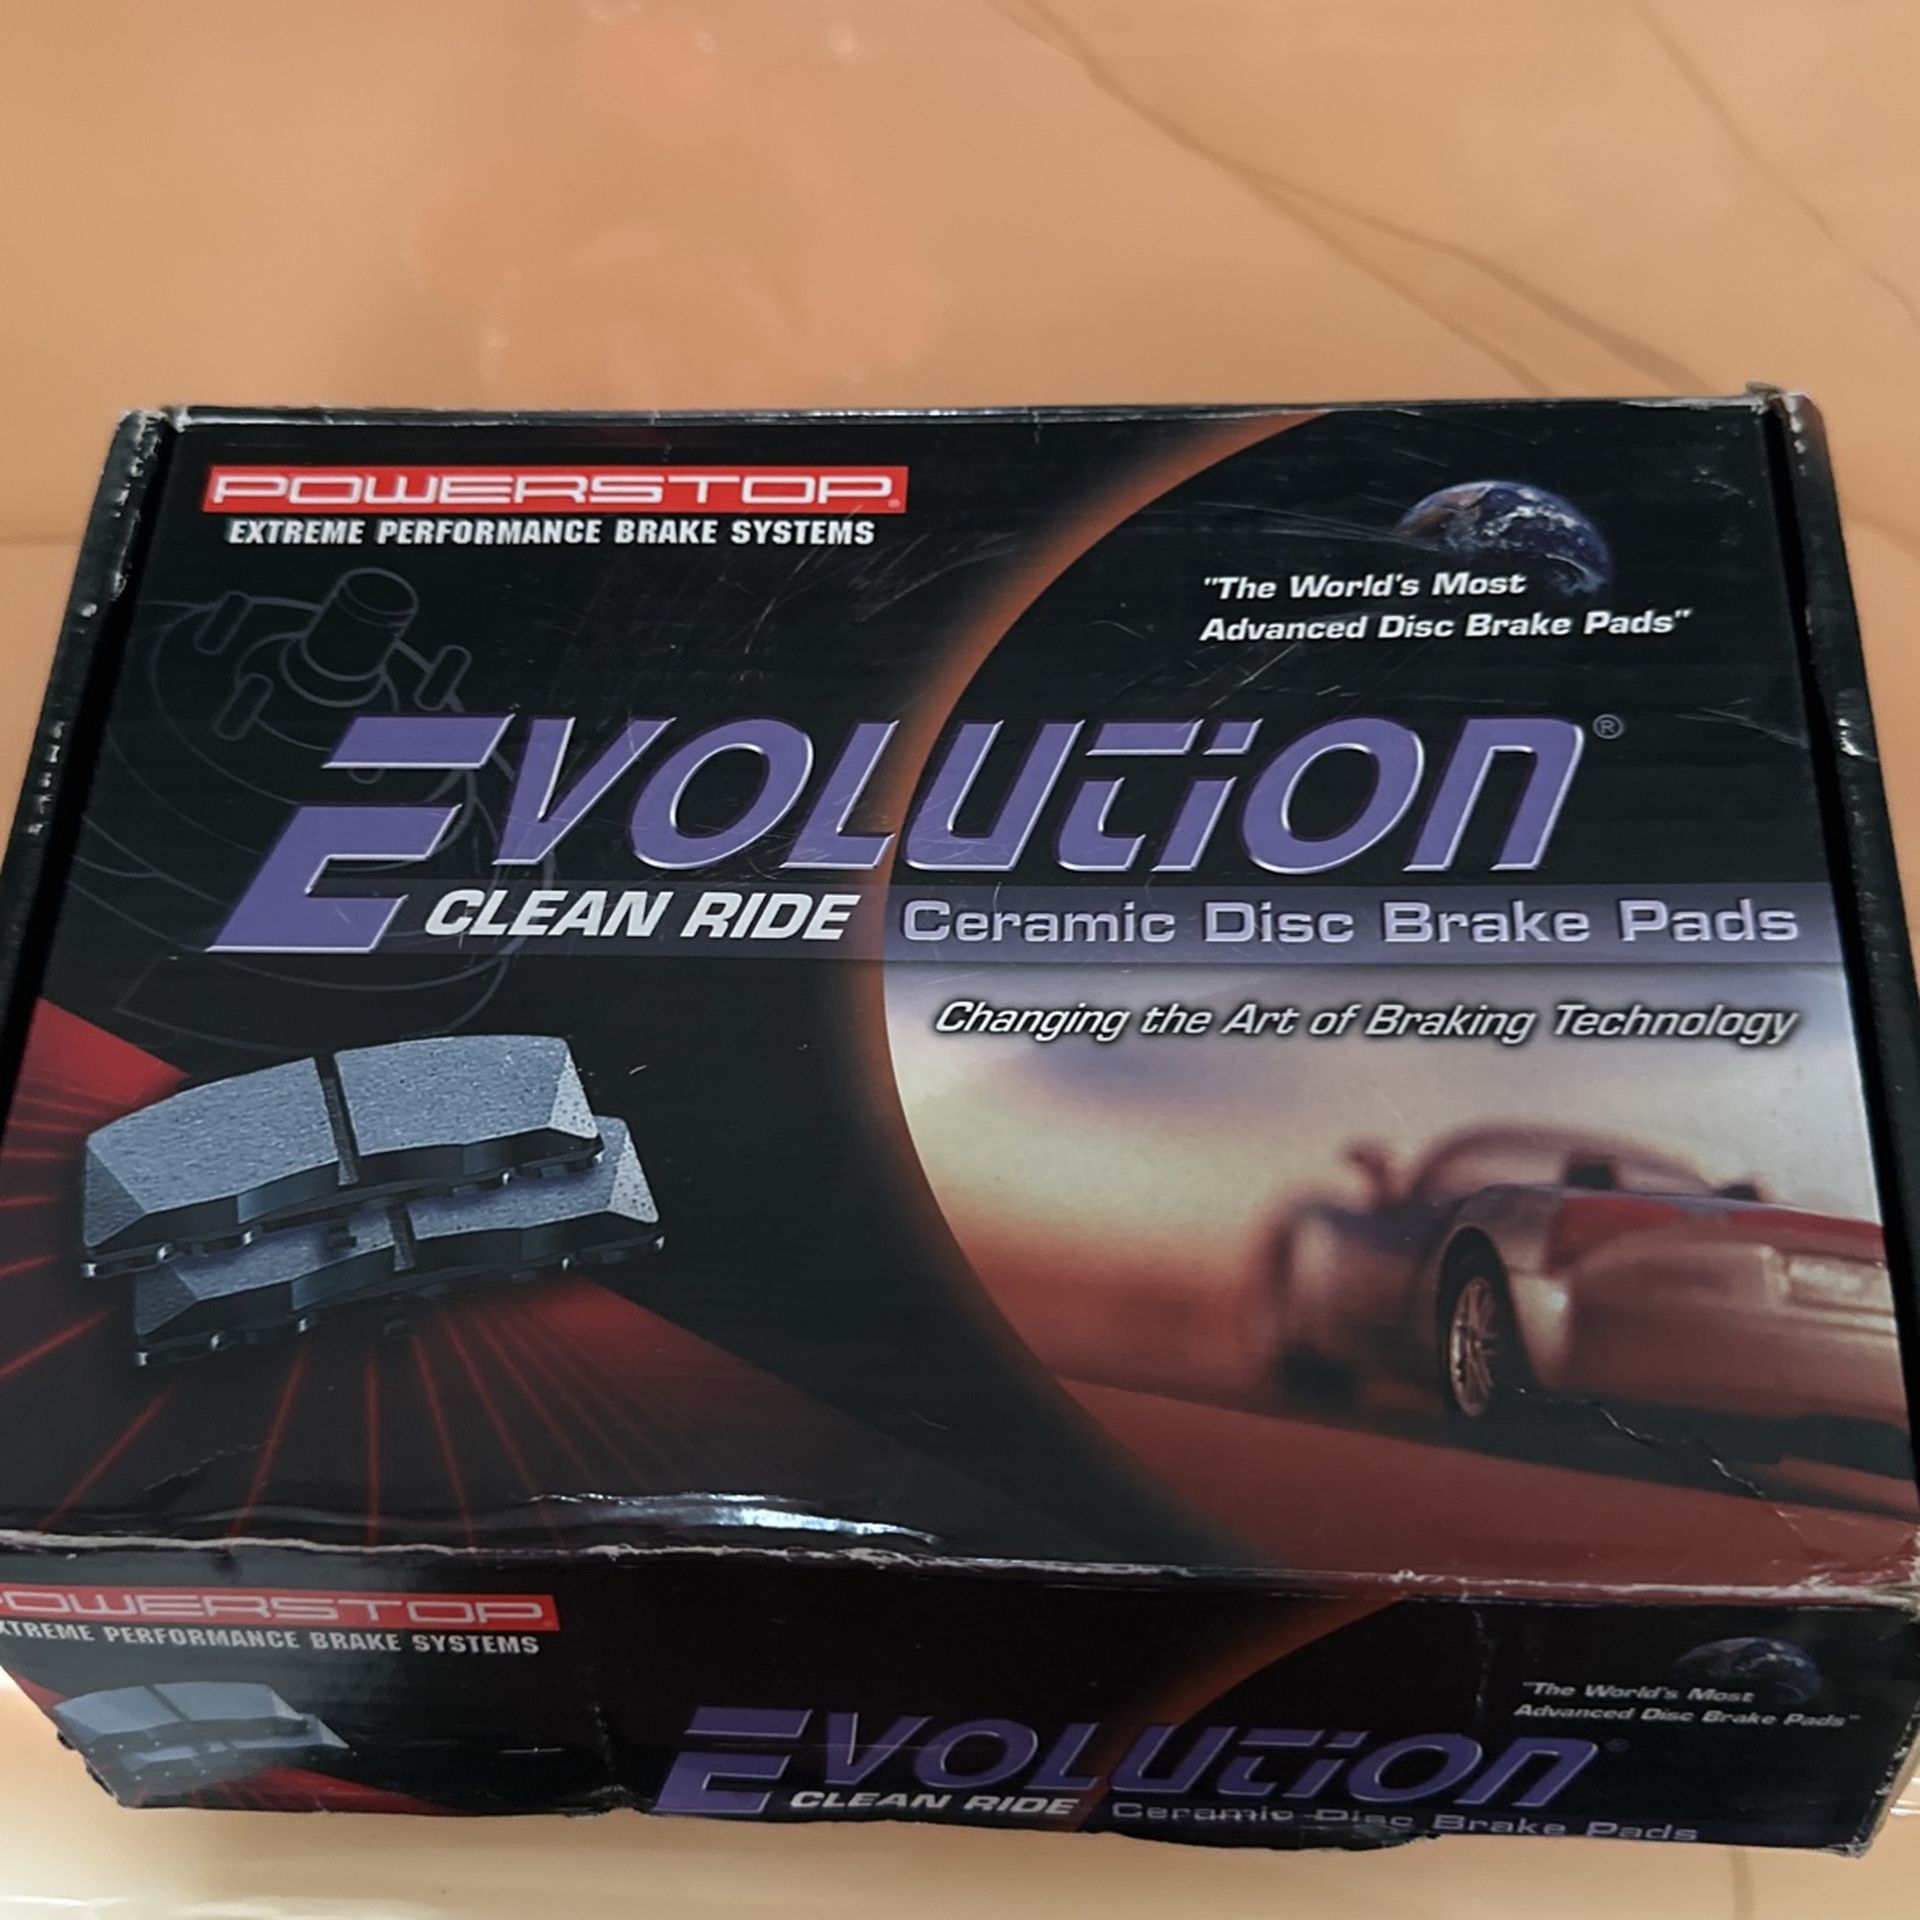 POWERSTOP®
EXTREME PERFORMANCE BRAKE SYSTEMS
"The World's Most
Advanced Disc Brake Pads"
EVOLUTION®
CLEAN RIDE Ceramic Disc Brake Pads
Changing the Art of Braking Technology
POWERSTOP
EXTREME PERFORMANCE BRAKE SYSTEMS
"The World's Most
Advanced Disc Brake Pads"
EVOLUTION®
CLEAN RIDE Ceramic Disc Brake Pads